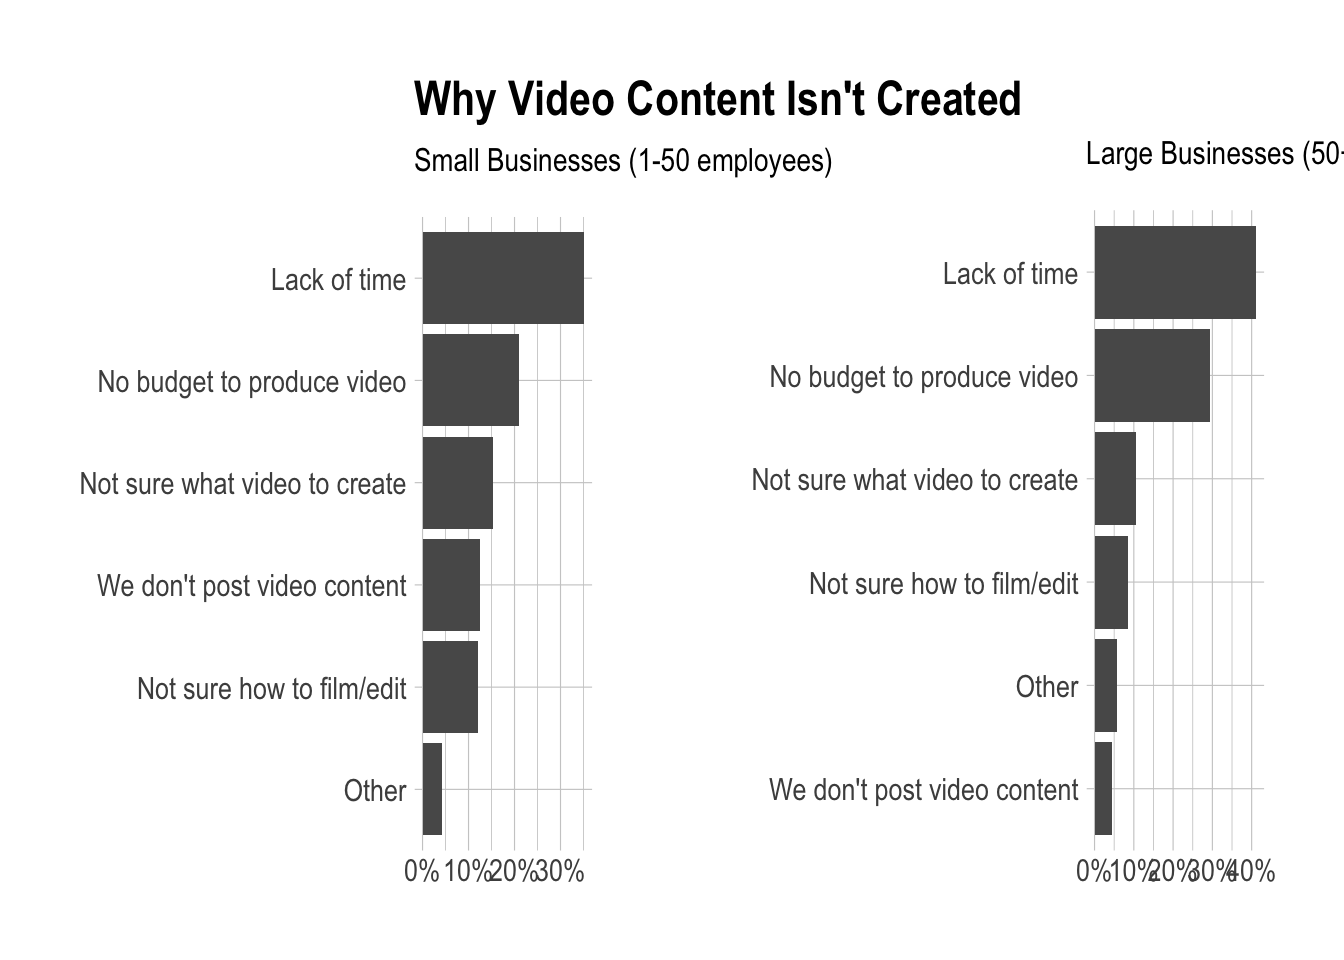 Why Video Content Isn't Created
Small Businesses (1-50 employees)
Lack of time
No budget to produce video
Not sure what video to create
We don't post video content
Not sure how to film/edit
Other
0% 10% 20% 30%
Large Businesses (50-
Lack of time
No budget to produce video
Not sure what video to create
Not sure how to film/edit
Other
We don't post video content
0% 10% 20% 30% 40%